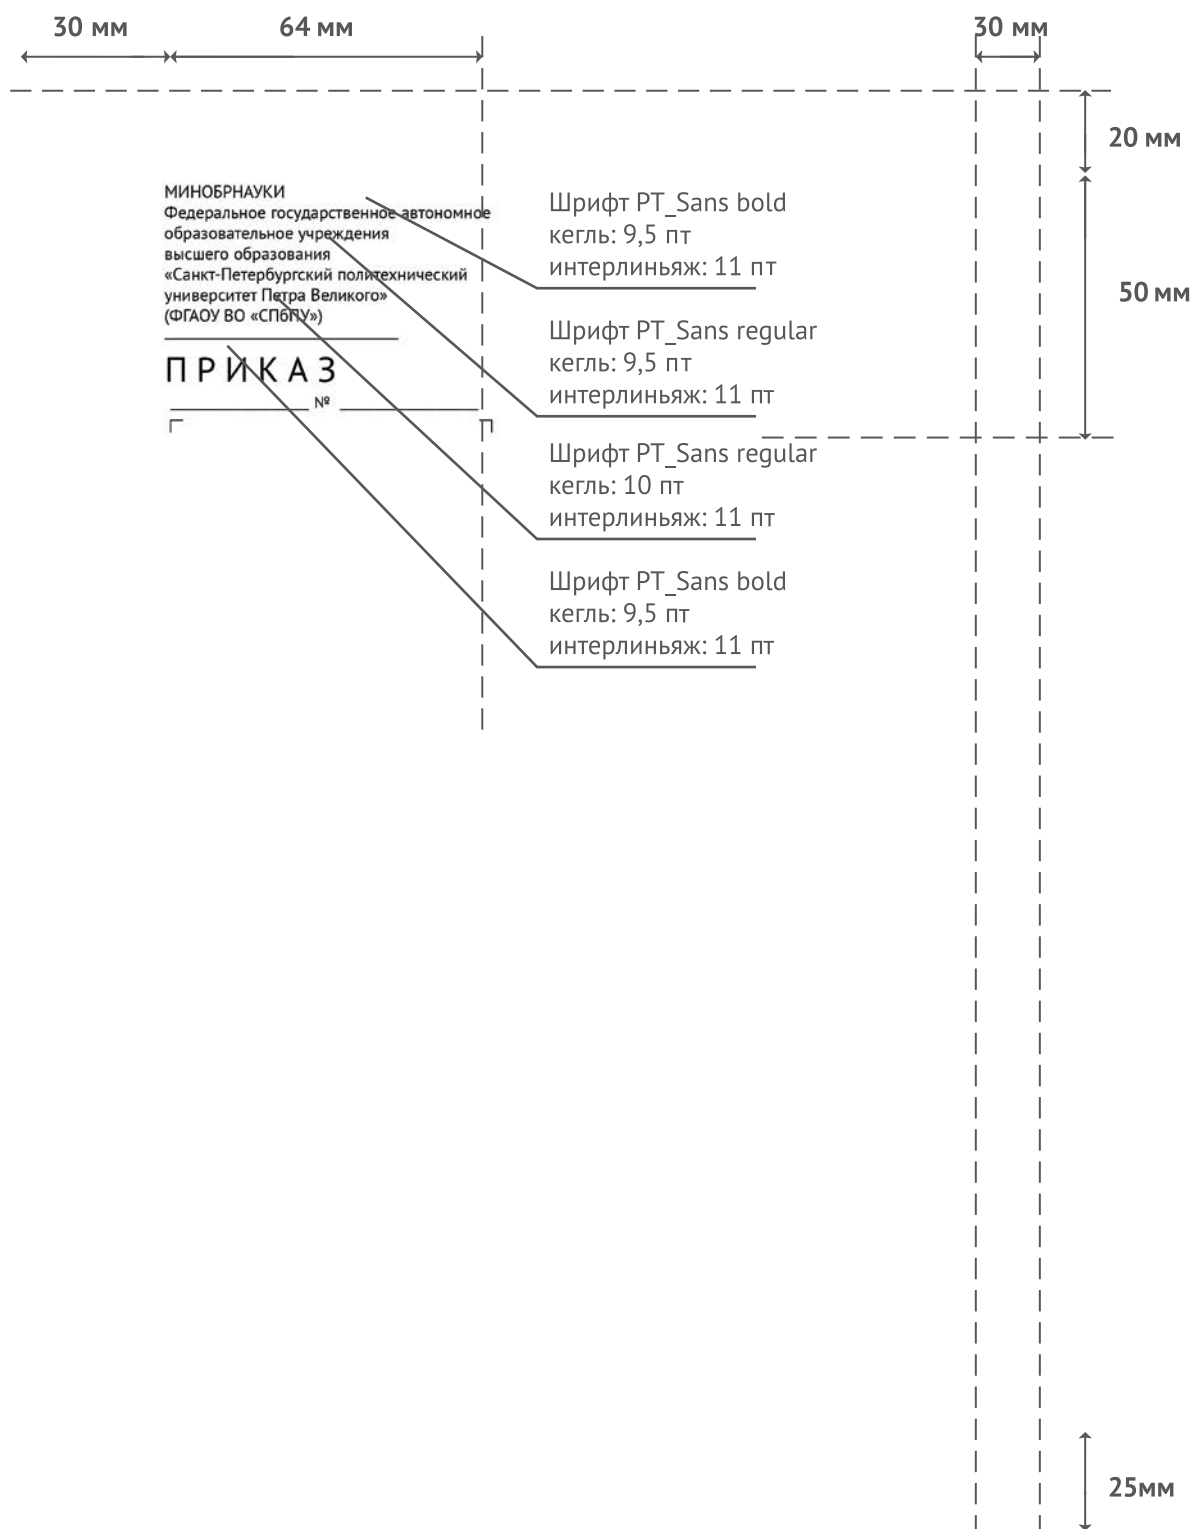 30 мм
64 мм
30 мм
20 мм
50 мм
МИНОБРНАУКИ
Федеральное государственное автономное
образовательное учреждения
высшего образования
«Санкт-Петербургский политехнический
университет Петра Великого»
(ФГАОУ ВО «СПбПУ»)
ПРИКАЗ
№
Шрифт PT_Sans bold
кегль: 9,5 пт
интерлиньяж: 11 пт
Шрифт PT_Sans regular
кегль: 9,5 пт
интерлиньяж: 11 пт
Шрифт PT_Sans regular
кегль: 10 пт
интерлиньяж: 11 пт
Шрифт PT_Sans bold
кегль: 9,5 пт
интерлиньяж: 11 пт
25мм